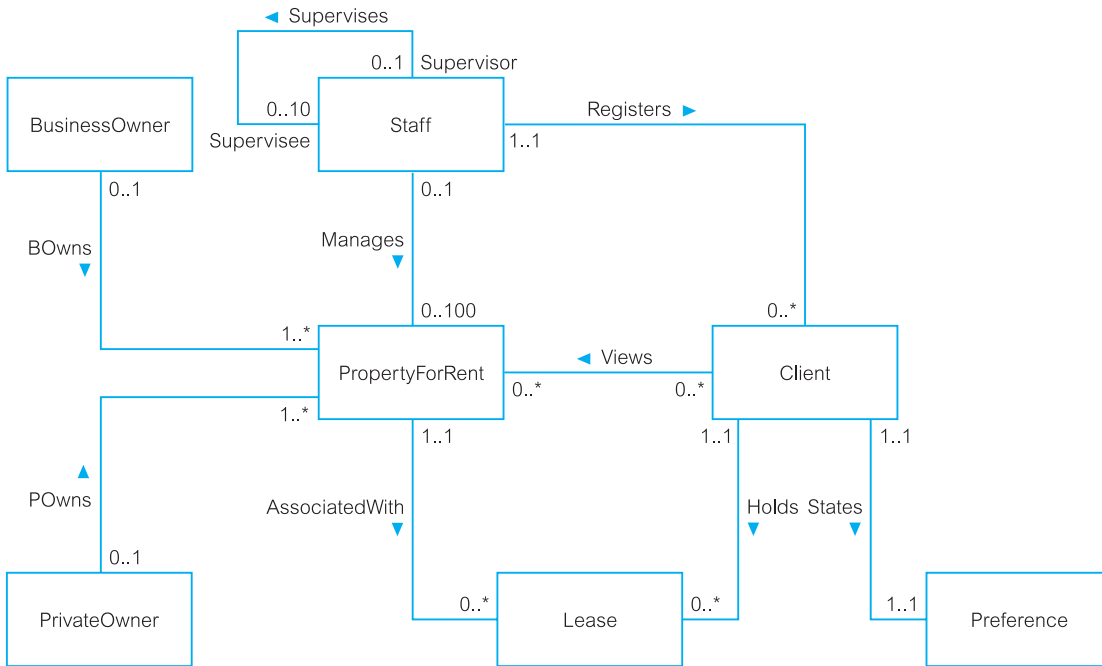 Supervises
0..1
Supervisor
BusinessOwner
0..10
Staff
Registers
Supervisee
1..1
0..1
0..1
BOwns
Manages
0..100
0..*
1..*
PropertyForRent
Views
Client
0..*
0..*
1..*
1..1
1..1
1..1
POwns
AssociatedWith
Holds
States
0..1
PrivateOwner
0..*
Lease
0..*
1..1
Preference